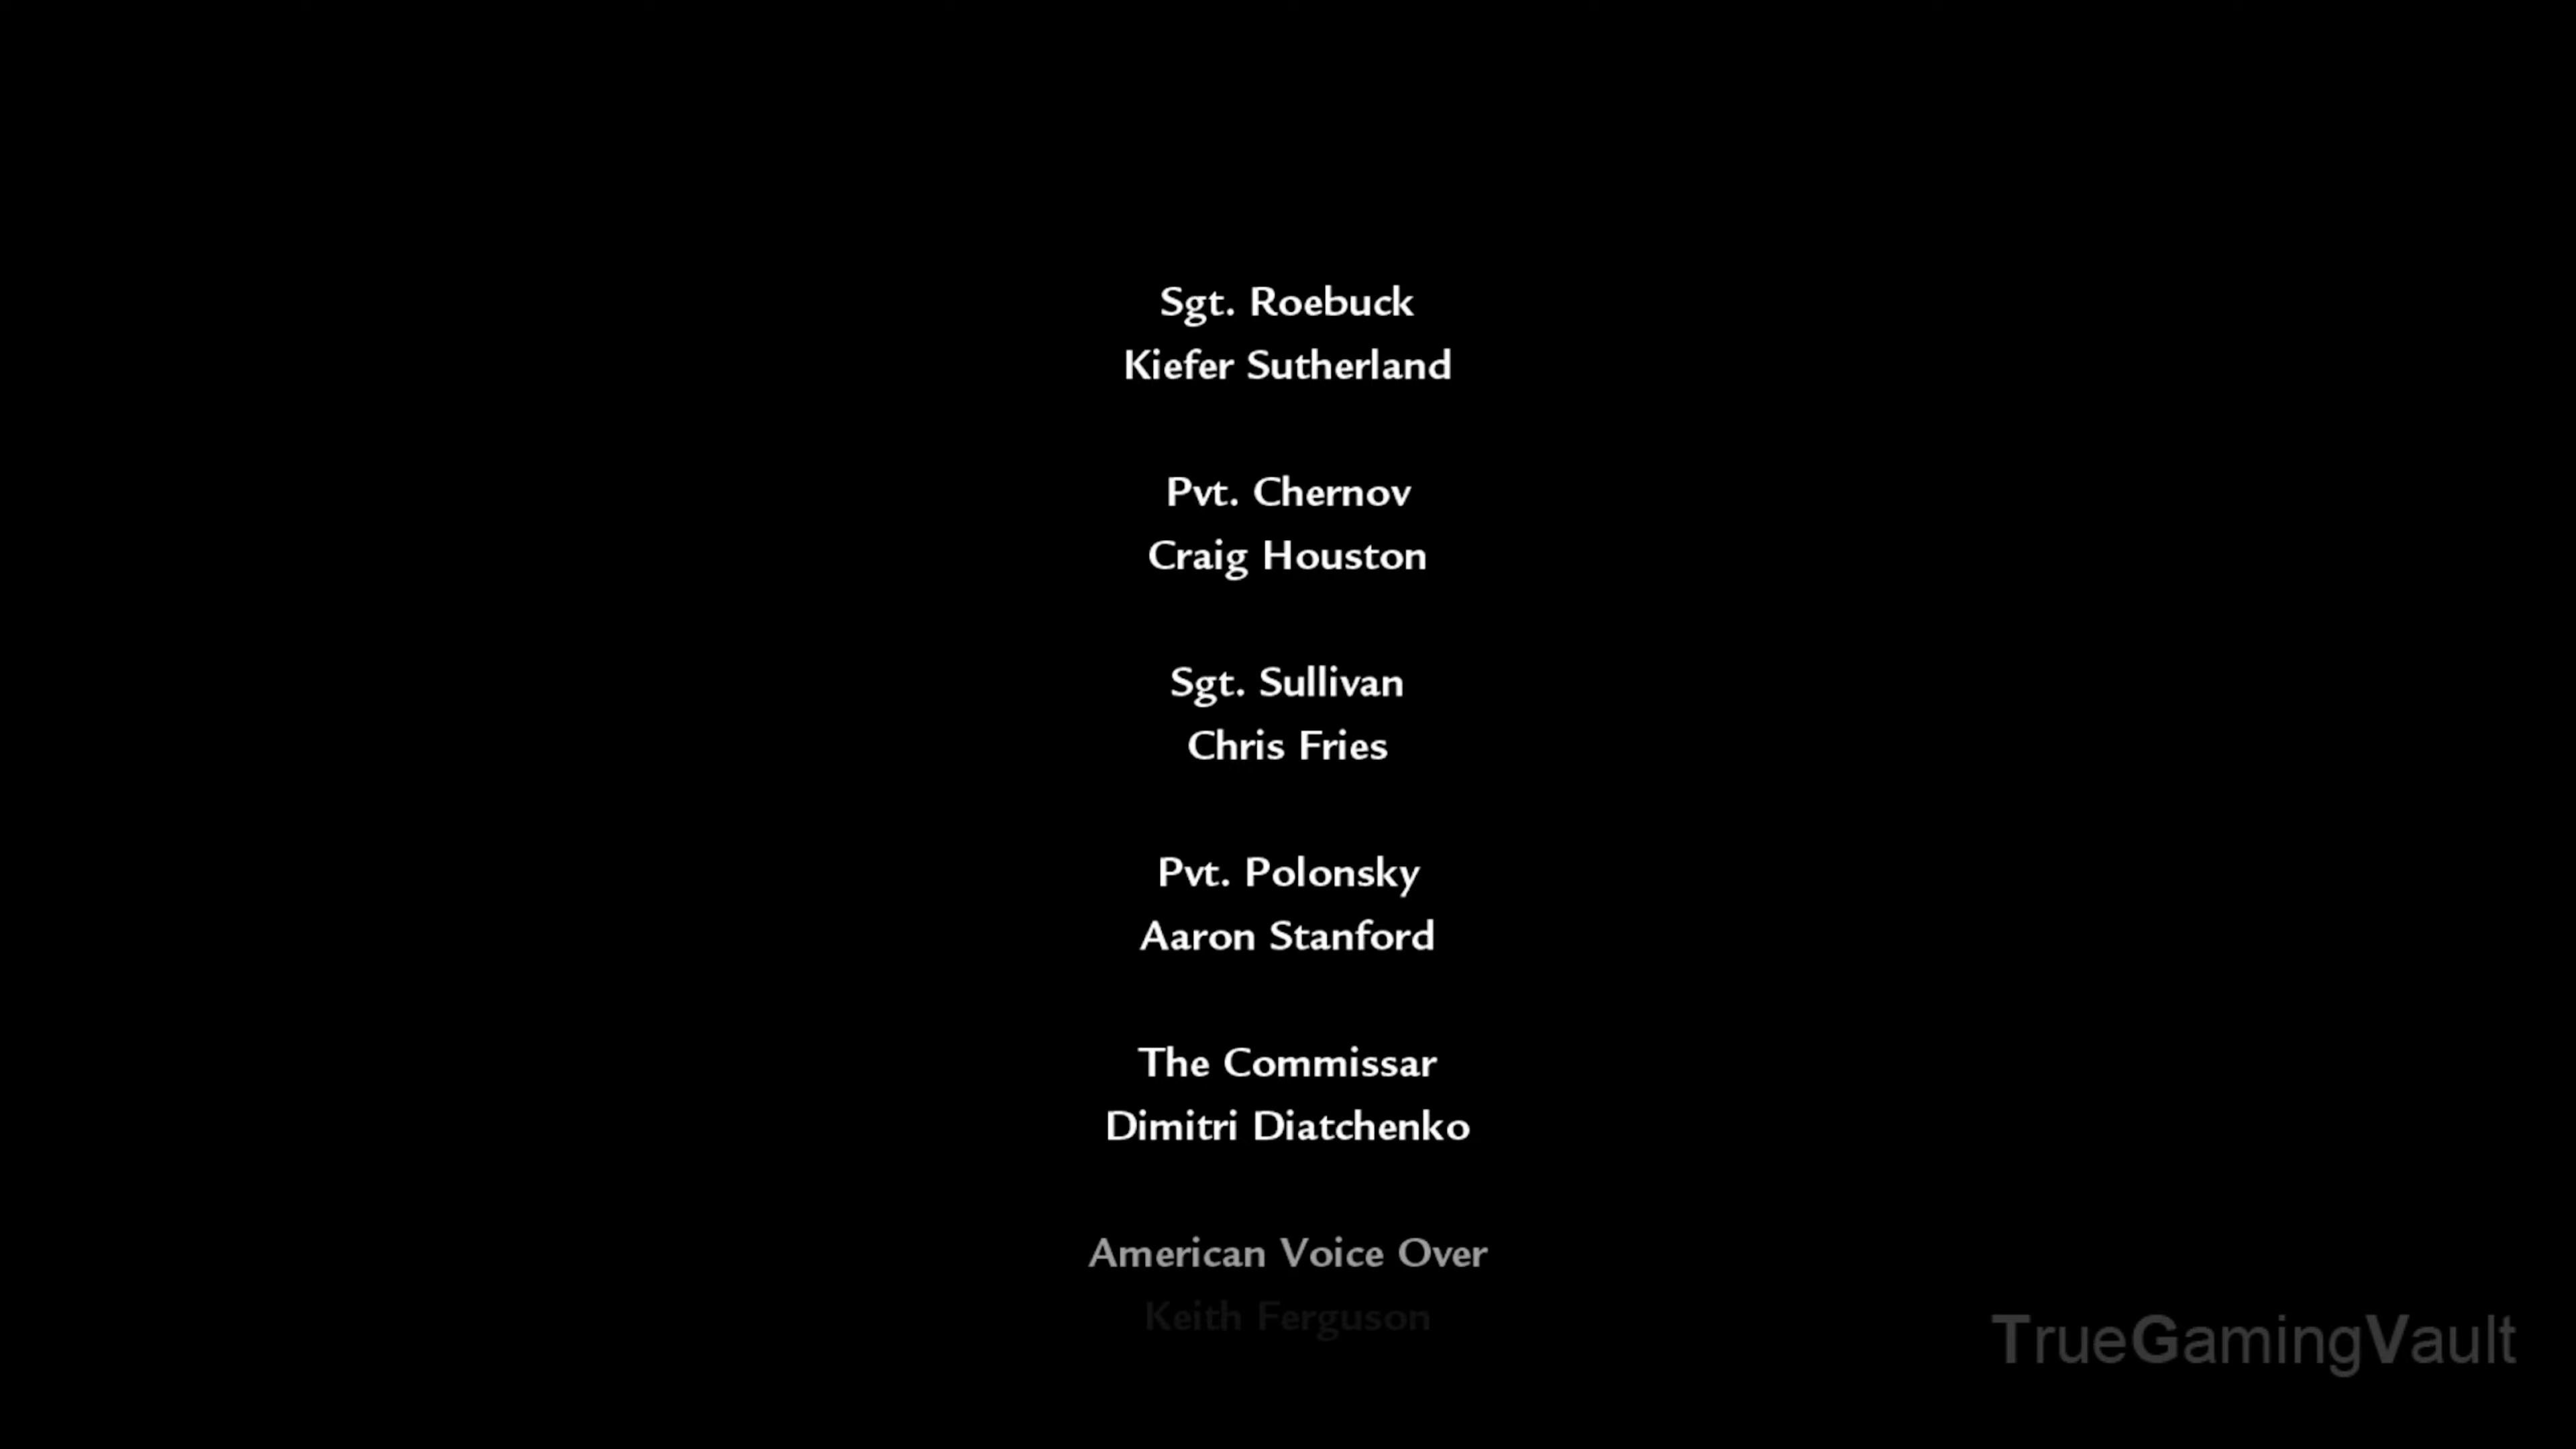 Sgt. Roebuck
Kiefer Sutherland
Pvt. Chernov
Craig Houston
Sgt. Sullivan
Chris Fries
Pvt. Polonsky
Aaron Stanford
The Commissar
Dimitri Diatchenko
American Voice Over
Keith Ferguson
TrueGamingVault